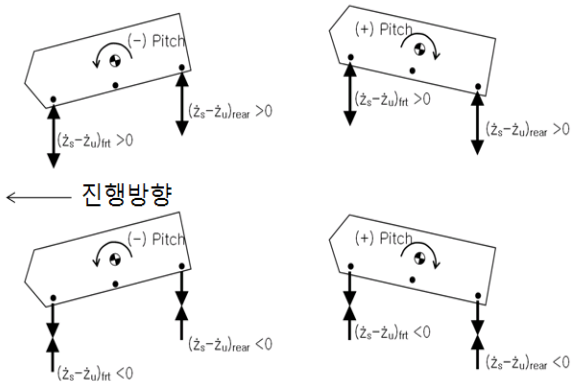 (−) Pitch
(żₛ−żᵤ)frt >0
(żₛ−żᵤ)rear >0
(+) Pitch
(żₛ−żᵤ)frt >0
(żₛ−żᵤ)rear >0
진행방향
(−) Pitch
(żₛ−żᵤ)frt <0
(żₛ−żᵤ)rear <0
(+) Pitch
(żₛ−żᵤ)frt <0
(żₛ−żᵤ)rear <0